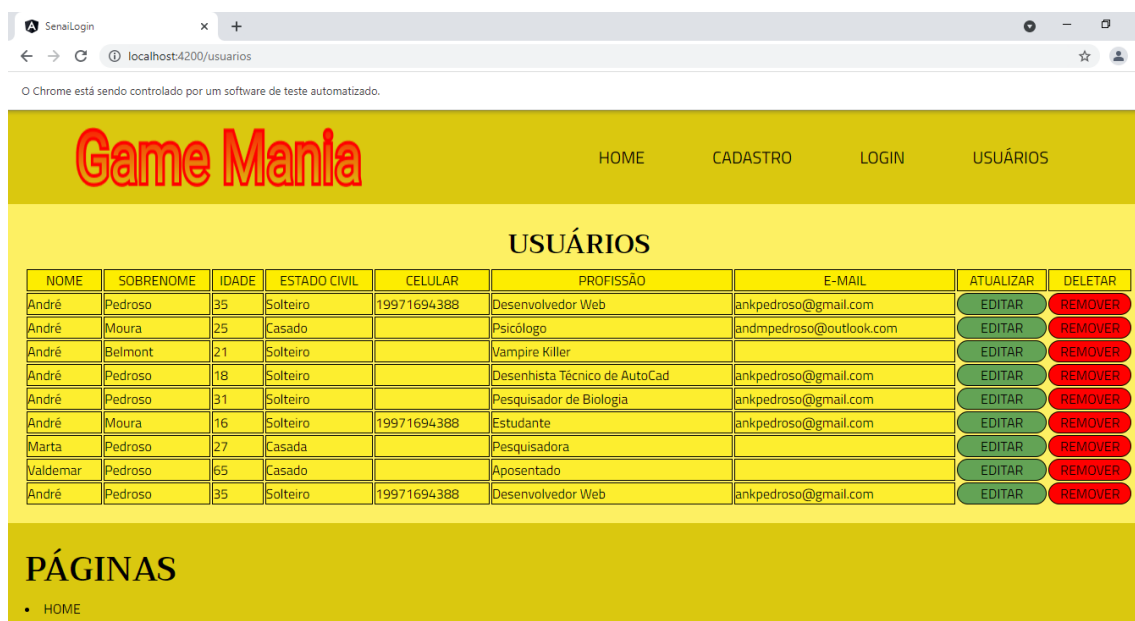 SenaiLogin
localhost:4200/usuarios
O Chrome está sendo controlado por um software de teste automatizado.
Game Mania HOME CADASTRO LOGIN USUÁRIOS
USUÁRIOS
NOME SOBRENOME IDADE ESTADO CIVIL CELULAR PROFISSÃO E-MAIL ATUALIZAR DELETAR
André Pedroso 35 Solteiro 19971694388 Desenvolvedor Web ankpedroso@gmail.com EDITAR REMOVER
André Moura 25 Casado Psicólogo andmpedroso@outlook.com EDITAR REMOVER
André Belmont 21 Solteiro Vampire Killer EDITAR REMOVER
André Pedroso 18 Solteiro Desenhista Técnico de AutoCad ankpedroso@gmail.com EDITAR REMOVER
André Pedroso 31 Solteiro Pesquisador de Biologia ankpedroso@gmail.com EDITAR REMOVER
André Moura 16 Solteiro 19971694388 Estudante ankpedroso@gmail.com EDITAR REMOVER
Marta Pedroso 27 Casada Pesquisadora EDITAR REMOVER
Valdemar Pedroso 65 Casado Aposentado EDITAR REMOVER
André Pedroso 35 Solteiro 19971694388 Desenvolvedor Web ankpedroso@gmail.com EDITAR REMOVER
PÁGINAS
• HOME